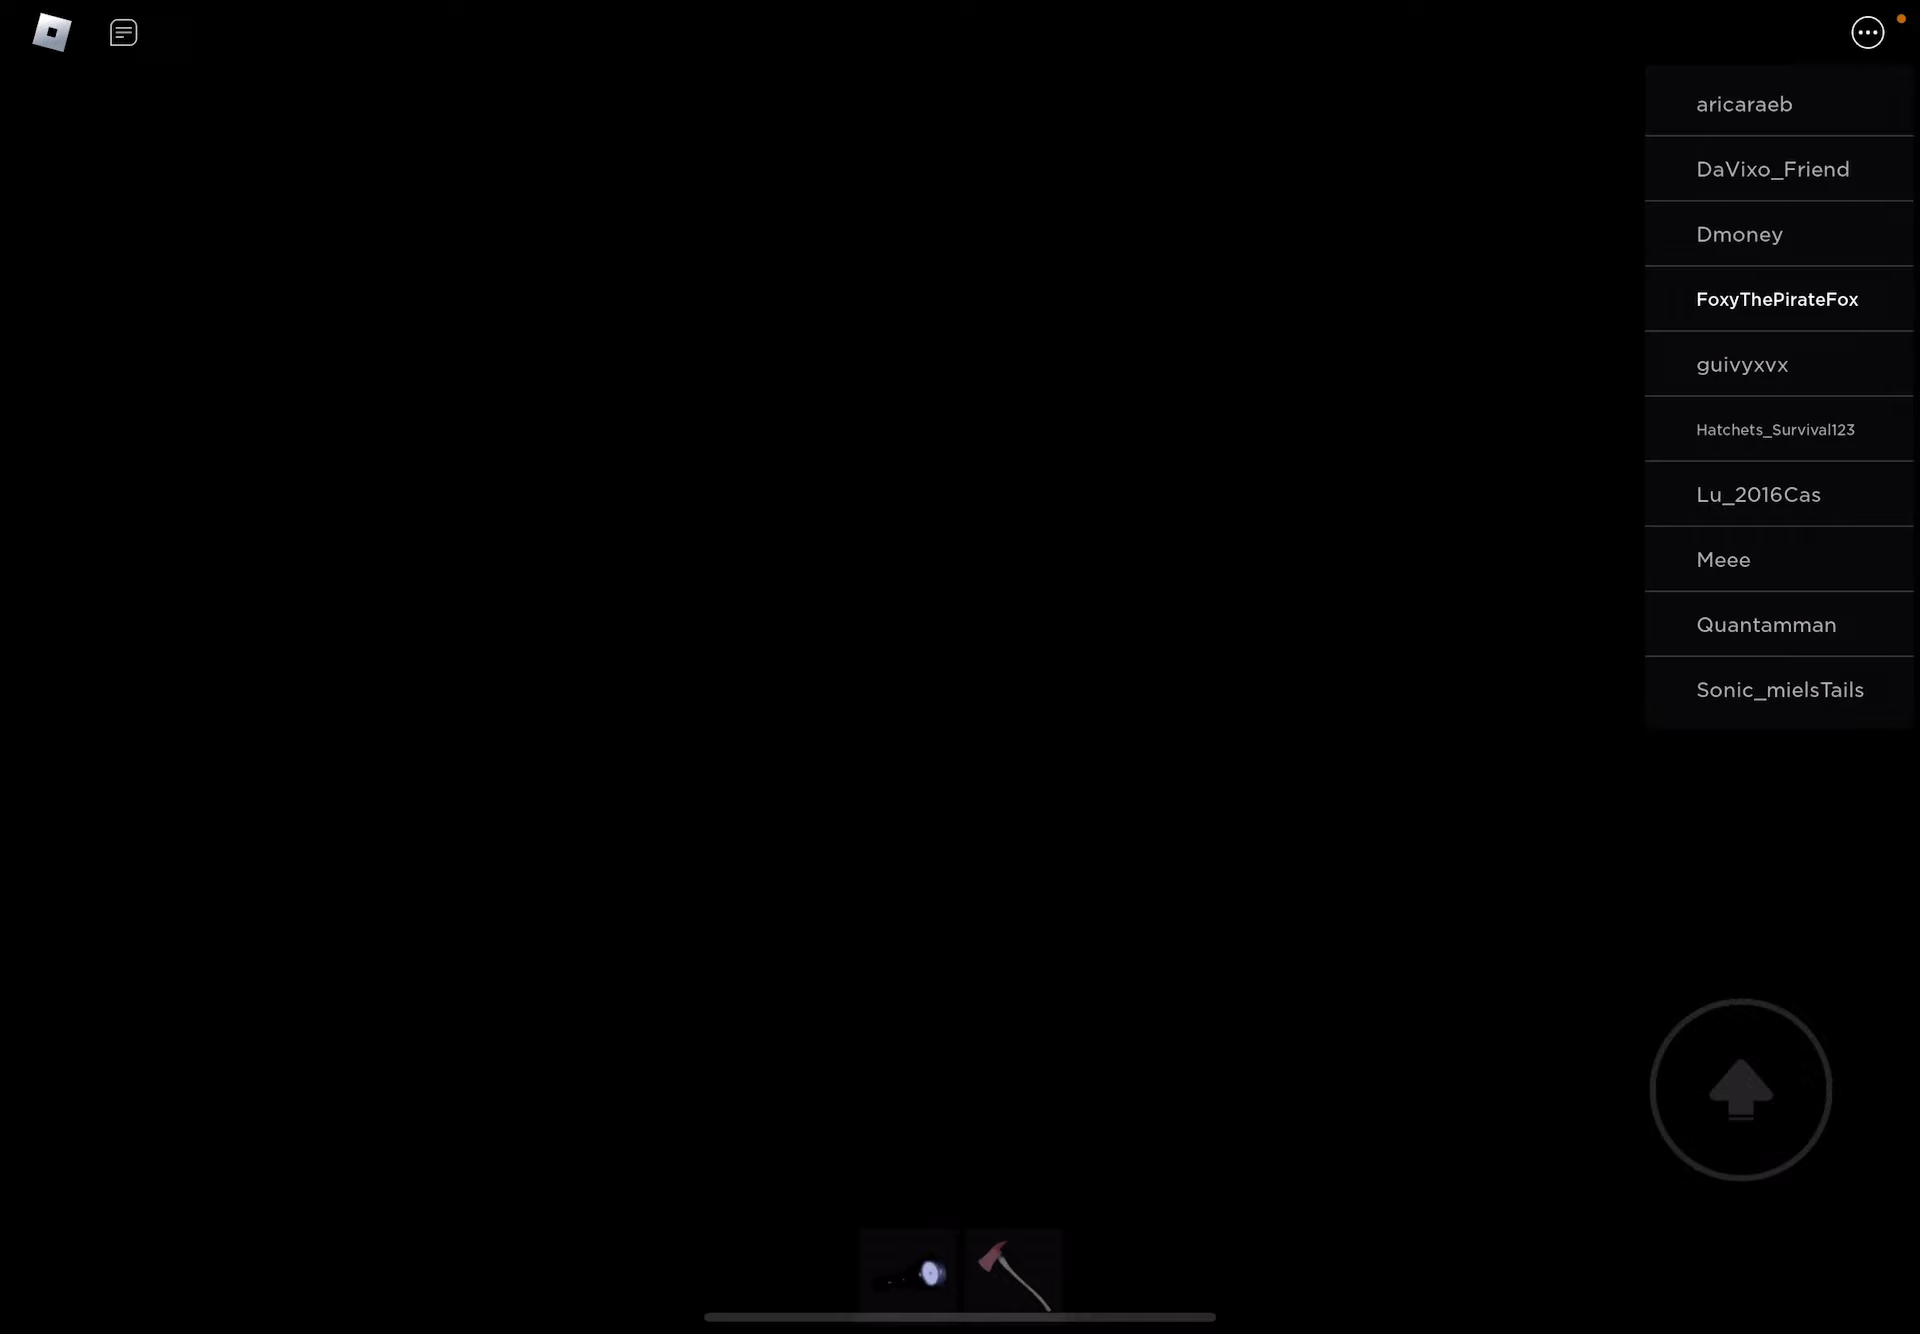 aricaraeb
DaVixo_Friend
Dmoney
FoxyThePirateFox
guivyxvx
Hatchets_Survival123
Lu_2016Cas
Meee
Quantamman
Sonic_mielsTails